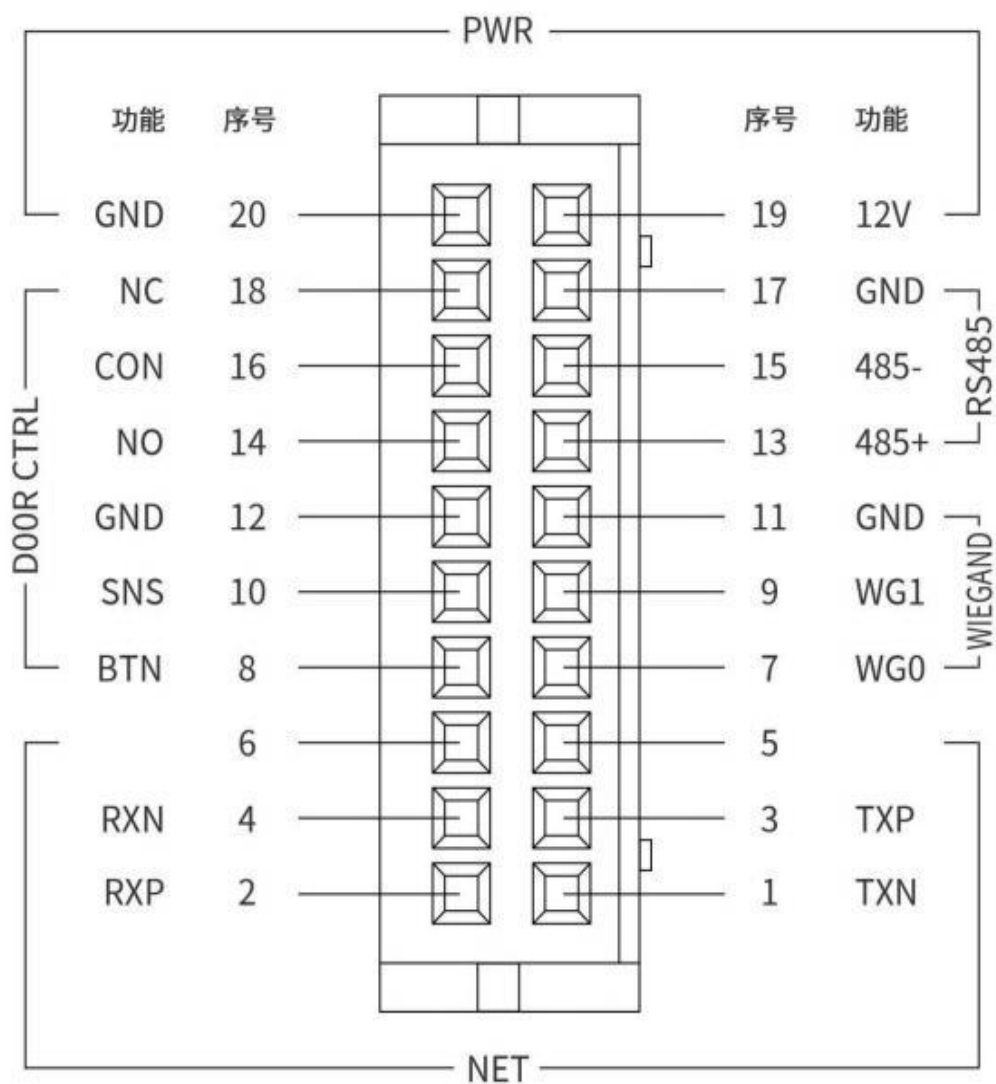 PWR
功能 序号 序号 功能
GND 20 19 12V
NC 18 17 GND
CON 16 15 485-
NO 14 13 485+
GND 12 11 GND
SNS 10 9 WG1
BTN 8 7 WG0
6 5
RXN 4 3 TXP
RXP 2 1 TXN
D00R CTRL
RS485
WIEGAND
NET